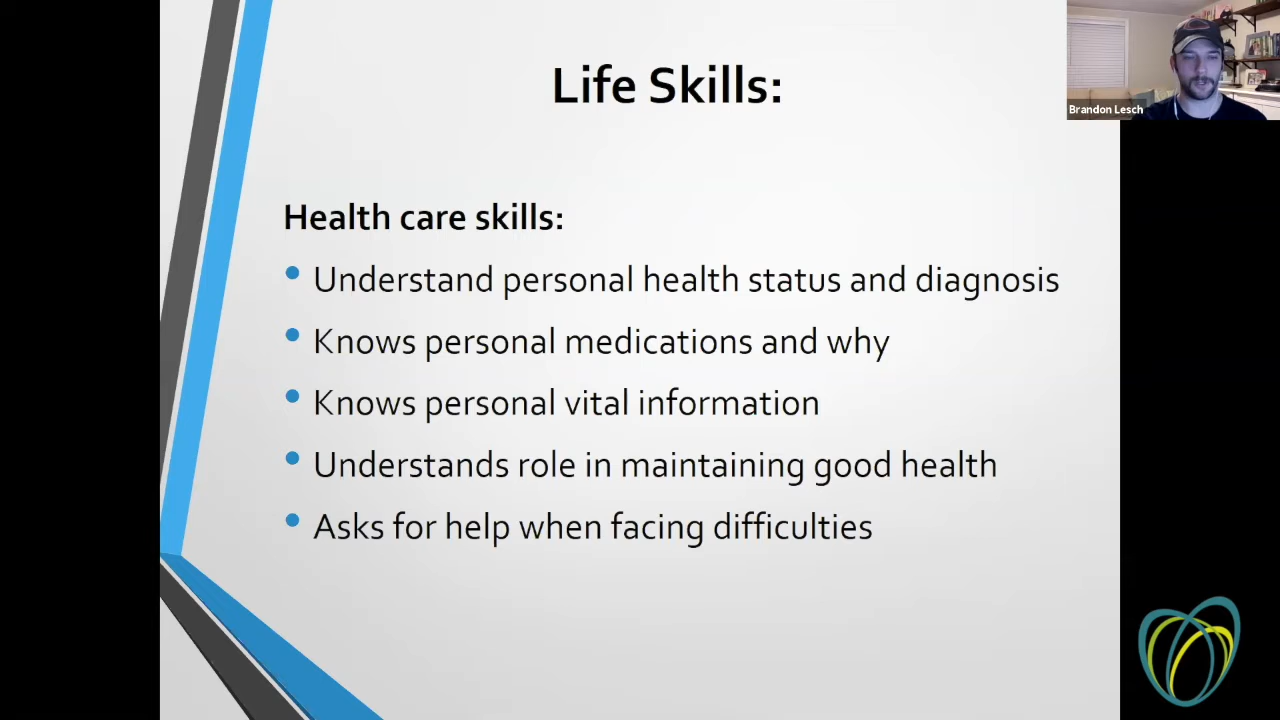 Life Skills:
Brandon Lesch
Health care skills:
• Understand personal health status and diagnosis
• Knows personal medications and why
• Knows personal vital information
• Understands role in maintaining good health
• Asks for help when facing difficulties